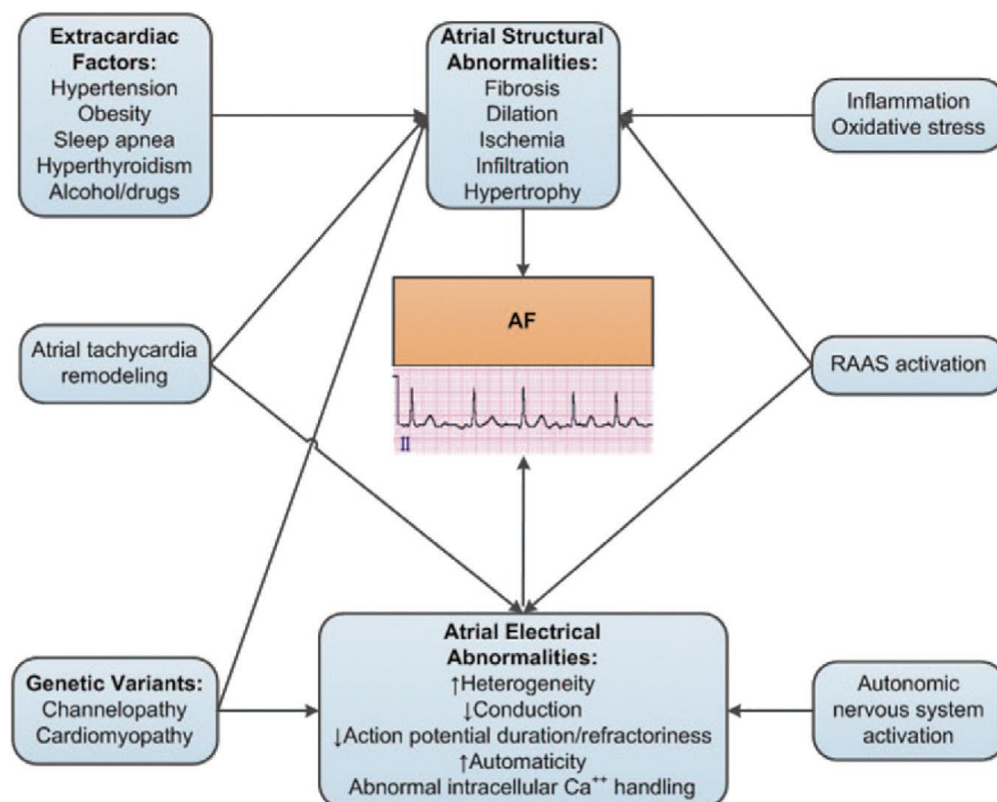 Extracardiac
Factors:
Hypertension
Obesity
Sleep apnea
Hyperthyroidism
Alcohol/drugs
Atrial Structural
Abnormalities:
Fibrosis
Dilation
Ischemia
Infiltration
Hypertrophy
Inflammation
Oxidative stress
Atrial tachycardia
remodeling
AF
II
RAAS activation
Genetic Variants:
Channelopathy
Cardiomyopathy
Atrial Electrical
Abnormalities:
↑Heterogeneity
↓Conduction
↓Action potential duration/refractoriness
↑Automaticity
Abnormal intracellular Ca⁺⁺ handling
Autonomic
nervous system
activation